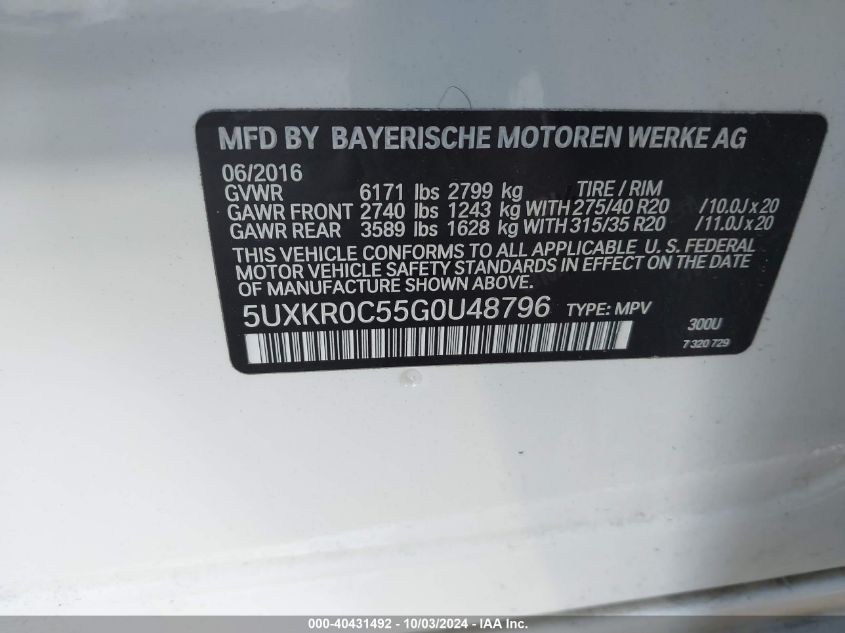 MFD BY BAYERISCHE MOTOREN WERKE AG
06/2016
GVWR 6171 lbs 2799 kg TIRE / RIM
GAWR FRONT 2740 lbs 1243 kg WITH 275/40 R20 /10.0J x 20
GAWR REAR 3589 lbs 1628 kg WITH 315/35 R20 /11.0J x 20
THIS VEHICLE CONFORMS TO ALL APPLICABLE U. S. FEDERAL
MOTOR VEHICLE SAFETY STANDARDS IN EFFECT ON THE DATE
OF MANUFACTURE SHOWN ABOVE.
5UXKR0C55G0U48796 TYPE: MPV
300U
7 320 729
000-40431492 - 10/03/2024 - IAA Inc.